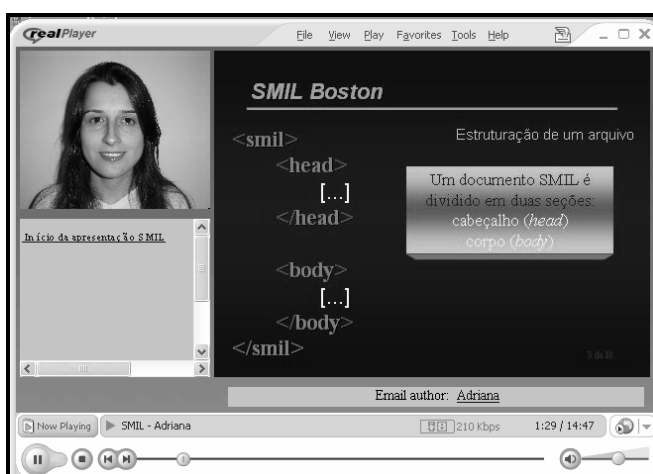 realPlayer
File View Play Favorites Tools Help
SMIL Boston
Estruturação de um arquivo
<smil>
<head>
[...]
</head>
<body>
[...]
</body>
</smil>
Um documento SMIL é
dividido em duas seções:
cabeçalho (head)
corpo (body)
Início da apresentação SMIL
Email author: Adriana
Now Playing SMIL - Adriana 210 Kbps 1:29 / 14:47